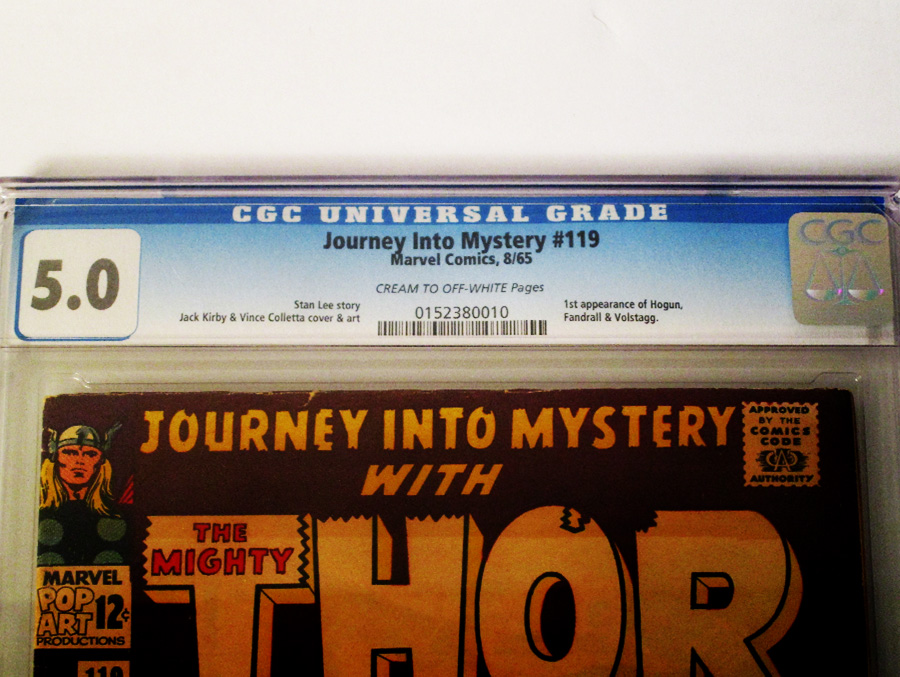 CGC UNIVERSAL GRADE
5.0
Journey Into Mystery #119
Marvel Comics, 8/65
CREAM TO OFF-WHITE Pages
Stan Lee story
Jack Kirby & Vince Colletta cover & art
0152380010
1st appearance of Hogun,
Fandrall & Volstagg.
CGC
JOURNEY INTO MYSTERY
WITH
THE
MIGHTY
THOR
APPROVED
BY THE
COMICS
CODE
CA
AUTHORITY
MARVEL
POP
ART
12¢
PRODUCTIONS
119